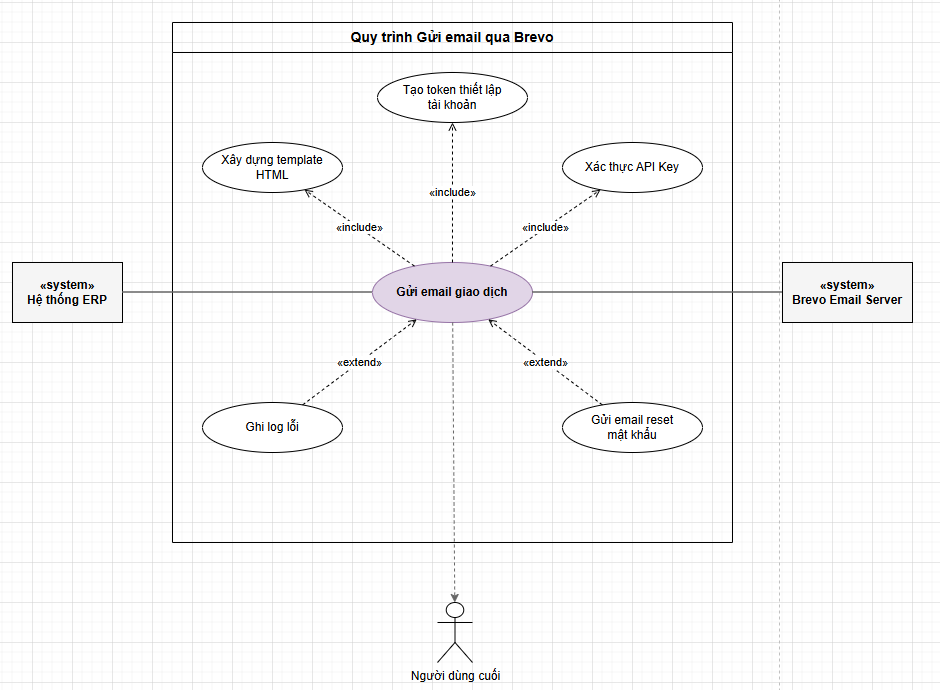 Quy trình Gửi email qua Brevo
Tạo token thiết lập
tài khoản
Xây dựng template
HTML
Xác thực API Key
«include»
«include»
«include»
«system»
Hệ thống ERP
Gửi email giao dịch
«system»
Brevo Email Server
«extend»
«extend»
Ghi log lỗi
Gửi email reset
mật khẩu
Người dùng cuối